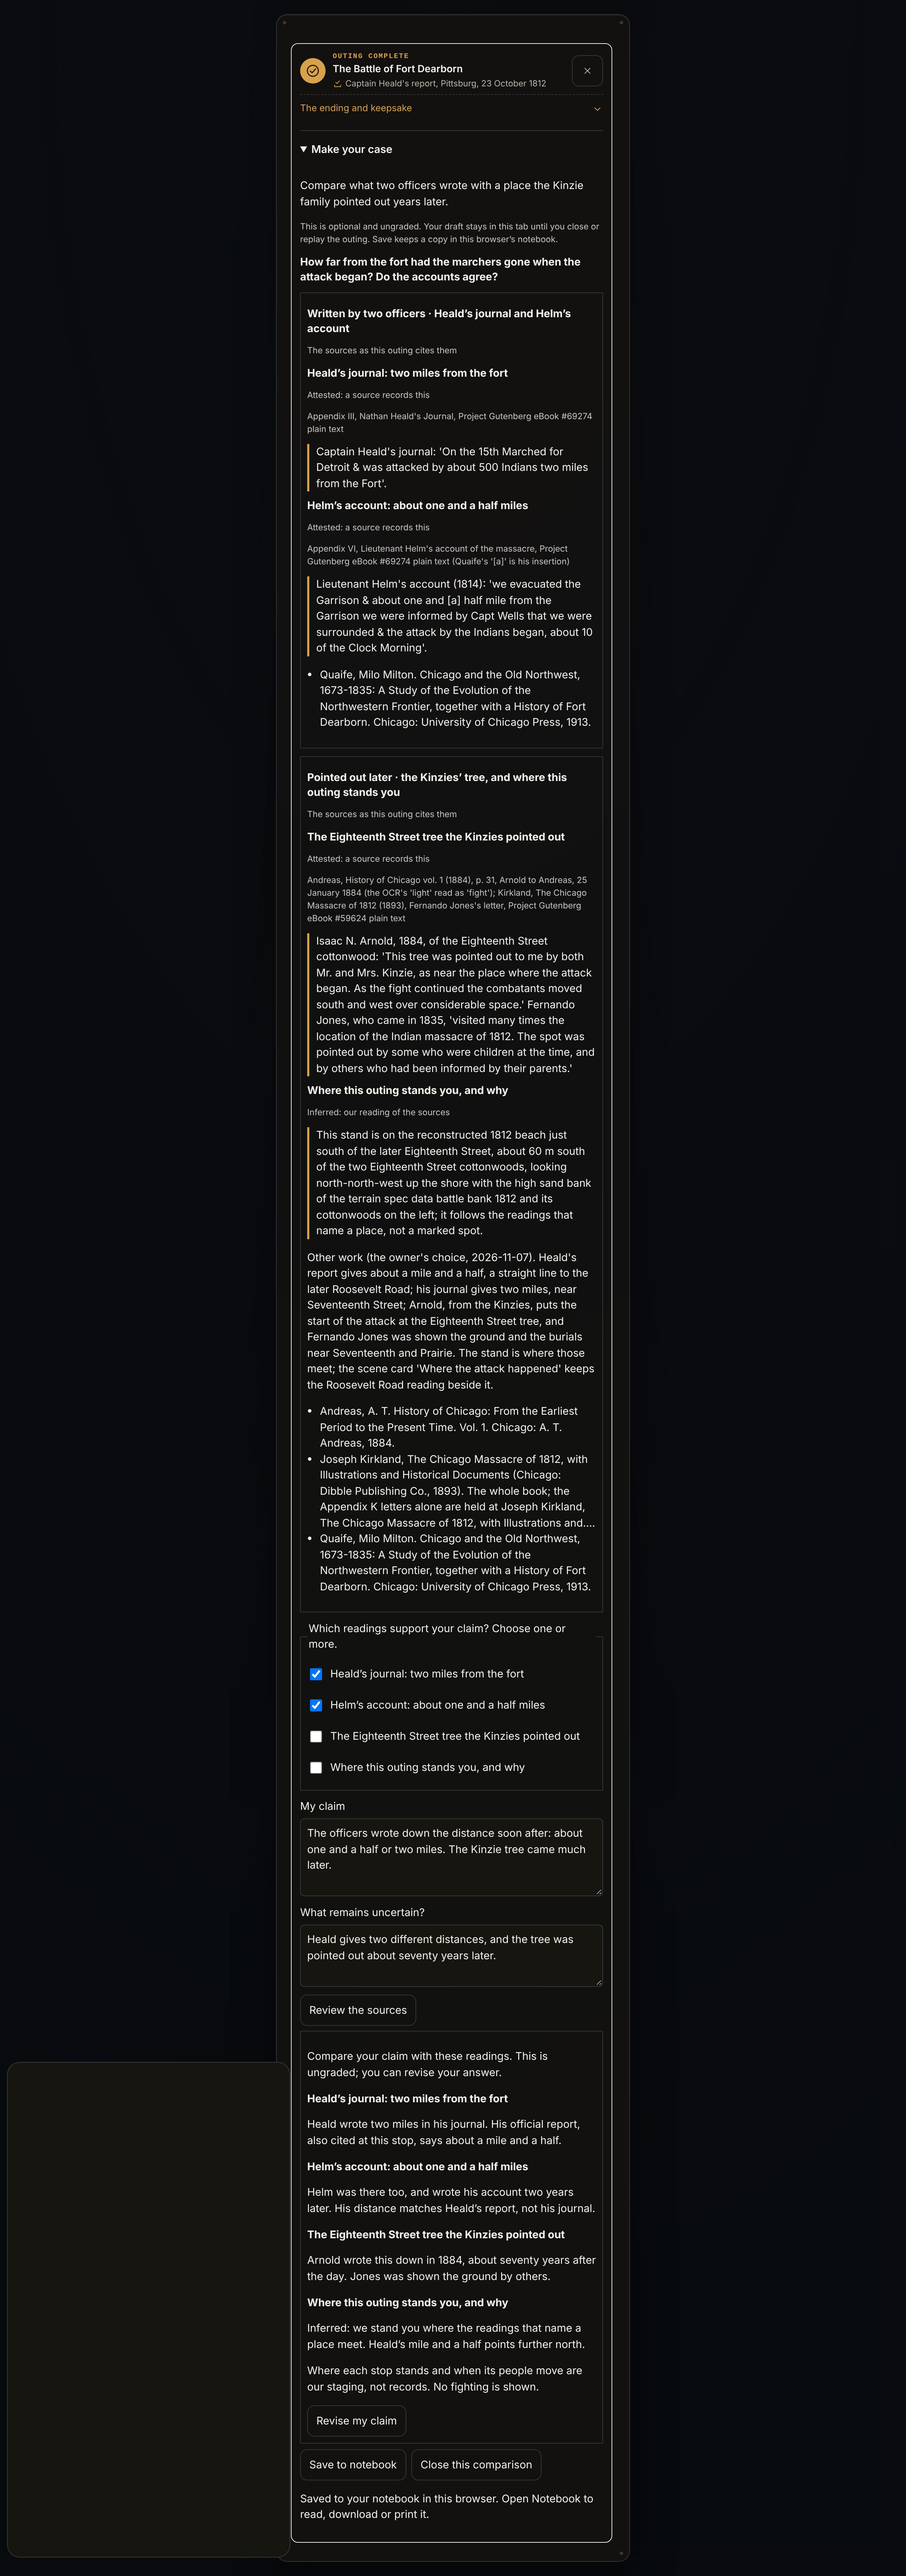 OUTING COMPLETE
The Battle of Fort Dearborn
Captain Heald's report, Pittsburg, 23 October 1812
The ending and keepsake
Make your case
Compare what two officers wrote with a place the Kinzie
family pointed out years later.
This is optional and ungraded. Your draft stays in this tab until you close or
replay the outing. Save keeps a copy in this browser’s notebook.
How far from the fort had the marchers gone when the
attack began? Do the accounts agree?
Written by two officers · Heald’s journal and Helm’s
account
The sources as this outing cites them
Heald’s journal: two miles from the fort
Attested: a source records this
Appendix III, Nathan Heald's Journal, Project Gutenberg eBook #69274
plain text
Captain Heald's journal: 'On the 15th Marched for
Detroit & was attacked by about 500 Indians two miles
from the Fort'.
Helm’s account: about one and a half miles
Attested: a source records this
Appendix VI, Lieutenant Helm's account of the massacre, Project
Gutenberg eBook #69274 plain text (Quaife's '[a]' is his insertion)
Lieutenant Helm's account (1814): 'we evacuated the
Garrison & about one and [a] half mile from the
Garrison we were informed by Capt Wells that we were
surrounded & the attack by the Indians began, about 10
of the Clock Morning'.
• Quaife, Milo Milton. Chicago and the Old Northwest,
1673-1835: A Study of the Evolution of the
Northwestern Frontier, together with a History of Fort
Dearborn. Chicago: University of Chicago Press, 1913.
Pointed out later · the Kinzies’ tree, and where this
outing stands you
The sources as this outing cites them
The Eighteenth Street tree the Kinzies pointed out
Attested: a source records this
Andreas, History of Chicago vol. 1 (1884), p. 31, Arnold to Andreas, 25
January 1884 (the OCR's 'light' read as 'fight'); Kirkland, The Chicago
Massacre of 1812 (1893), Fernando Jones's letter, Project Gutenberg
eBook #59624 plain text
Isaac N. Arnold, 1884, of the Eighteenth Street
cottonwood: 'This tree was pointed out to me by both
Mr. and Mrs. Kinzie, as near the place where the attack
began. As the fight continued the combatants moved
south and west over considerable space.' Fernando
Jones, who came in 1835, 'visited many times the
location of the Indian massacre of 1812. The spot was
pointed out by some who were children at the time, and
by others who had been informed by their parents.'
Where this outing stands you, and why
Inferred: our reading of the sources
This stand is on the reconstructed 1812 beach just
south of the later Eighteenth Street, about 60 m south
of the two Eighteenth Street cottonwoods, looking
north-north-west up the shore with the high sand bank
of the terrain spec data battle bank 1812 and its
cottonwoods on the left; it follows the readings that
name a place, not a marked spot.
Other work (the owner's choice, 2026-11-07). Heald's
report gives about a mile and a half, a straight line to the
later Roosevelt Road; his journal gives two miles, near
Seventeenth Street; Arnold, from the Kinzies, puts the
start of the attack at the Eighteenth Street tree, and
Fernando Jones was shown the ground and the burials
near Seventeenth and Prairie. The stand is where those
meet; the scene card 'Where the attack happened' keeps
the Roosevelt Road reading beside it.
• Andreas, A. T. History of Chicago: From the Earliest
Period to the Present Time. Vol. 1. Chicago: A. T.
Andreas, 1884.
• Joseph Kirkland, The Chicago Massacre of 1812, with
Illustrations and Historical Documents (Chicago:
Dibble Publishing Co., 1893). The whole book; the
Appendix K letters alone are held at Joseph Kirkland,
The Chicago Massacre of 1812, with Illustrations and....
• Quaife, Milo Milton. Chicago and the Old Northwest,
1673-1835: A Study of the Evolution of the
Northwestern Frontier, together with a History of Fort
Dearborn. Chicago: University of Chicago Press, 1913.
Which readings support your claim? Choose one or
more.
Heald’s journal: two miles from the fort
Helm’s account: about one and a half miles
The Eighteenth Street tree the Kinzies pointed out
Where this outing stands you, and why
My claim
The officers wrote down the distance soon after: about
one and a half or two miles. The Kinzie tree came much
later.
What remains uncertain?
Heald gives two different distances, and the tree was
pointed out about seventy years later.
Review the sources
Compare your claim with these readings. This is
ungraded; you can revise your answer.
Heald’s journal: two miles from the fort
Heald wrote two miles in his journal. His official report,
also cited at this stop, says about a mile and a half.
Helm’s account: about one and a half miles
Helm was there too, and wrote his account two years
later. His distance matches Heald’s report, not his journal.
The Eighteenth Street tree the Kinzies pointed out
Arnold wrote this down in 1884, about seventy years after
the day. Jones was shown the ground by others.
Where this outing stands you, and why
Inferred: we stand you where the readings that name a
place meet. Heald’s mile and a half points further north.
Where each stop stands and when its people move are
our staging, not records. No fighting is shown.
Revise my claim
Save to notebook
Close this comparison
Saved to your notebook in this browser. Open Notebook to
read, download or print it.